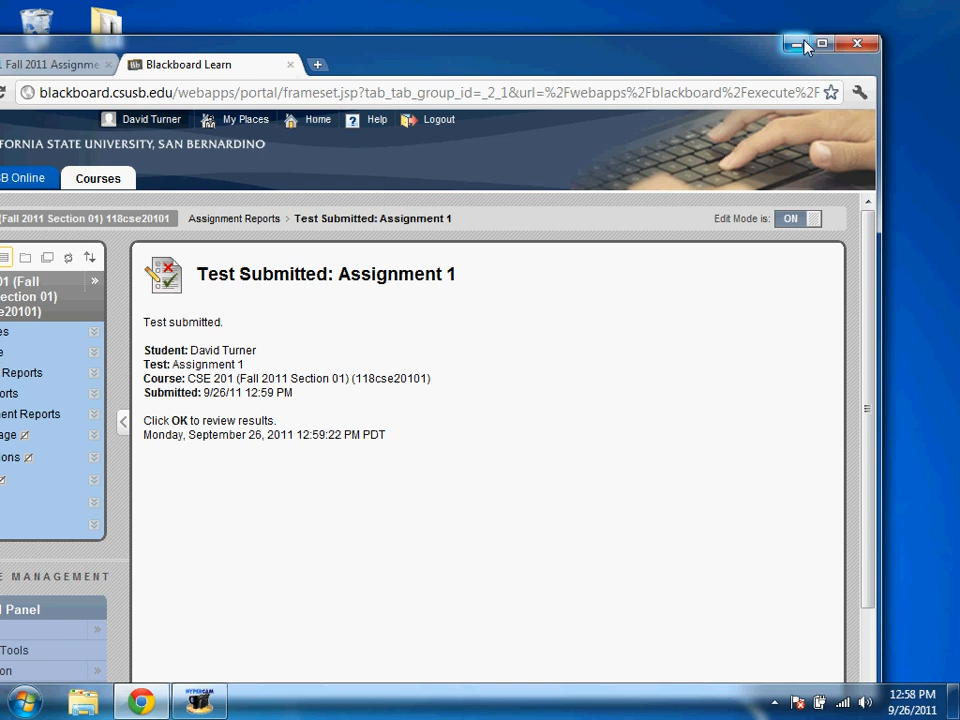 1 Fall 2011 Assignme
Blackboard Learn
blackboard.csusb.edu/webapps/portal/frameset.jsp?tab_tab_group_id=_2_1&url=%2Fwebapps%2Fblackboard%2Fexecute%2F
David Turner My Places Home Help Logout
FORNIA STATE UNIVERSITY, SAN BERNARDINO
B Online Courses
(Fall 2011 Section 01) 118cse20101 Assignment Reports > Test Submitted: Assignment 1 Edit Mode is: ON
01 (Fall
ection 01)
e20101)
es
e
Reports
orts
ent Reports
age
ons
Test Submitted: Assignment 1
Test submitted.
Student: David Turner
Test: Assignment 1
Course: CSE 201 (Fall 2011 Section 01) (118cse20101)
Submitted: 9/26/11 12:59 PM
Click OK to review results.
Monday, September 26, 2011 12:59:22 PM PDT
E MANAGEMENT
l Panel
Tools
on
HYPERCAM
12:58 PM
9/26/2011